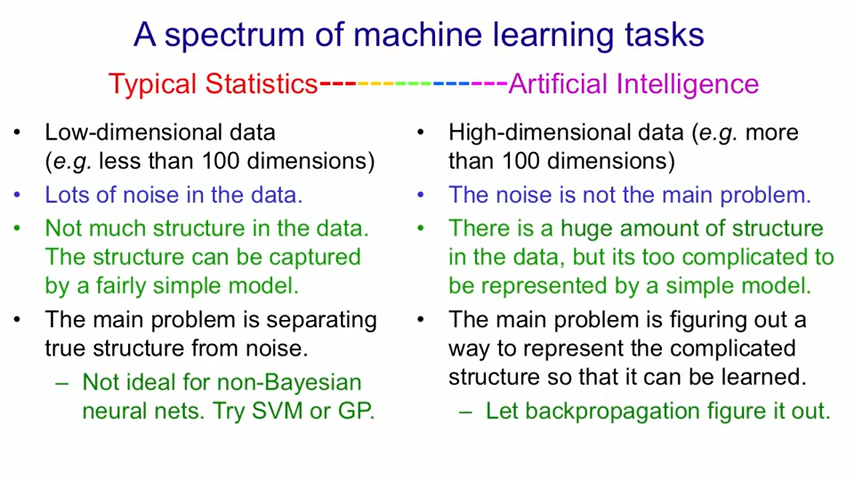 A spectrum of machine learning tasks
Typical Statistics------------Artificial Intelligence
• Low-dimensional data
(e.g. less than 100 dimensions)
• Lots of noise in the data.
• Not much structure in the data.
The structure can be captured
by a fairly simple model.
• The main problem is separating
true structure from noise.
– Not ideal for non-Bayesian
neural nets. Try SVM or GP.
• High-dimensional data (e.g. more
than 100 dimensions)
• The noise is not the main problem.
• There is a huge amount of structure
in the data, but its too complicated to
be represented by a simple model.
• The main problem is figuring out a
way to represent the complicated
structure so that it can be learned.
– Let backpropagation figure it out.